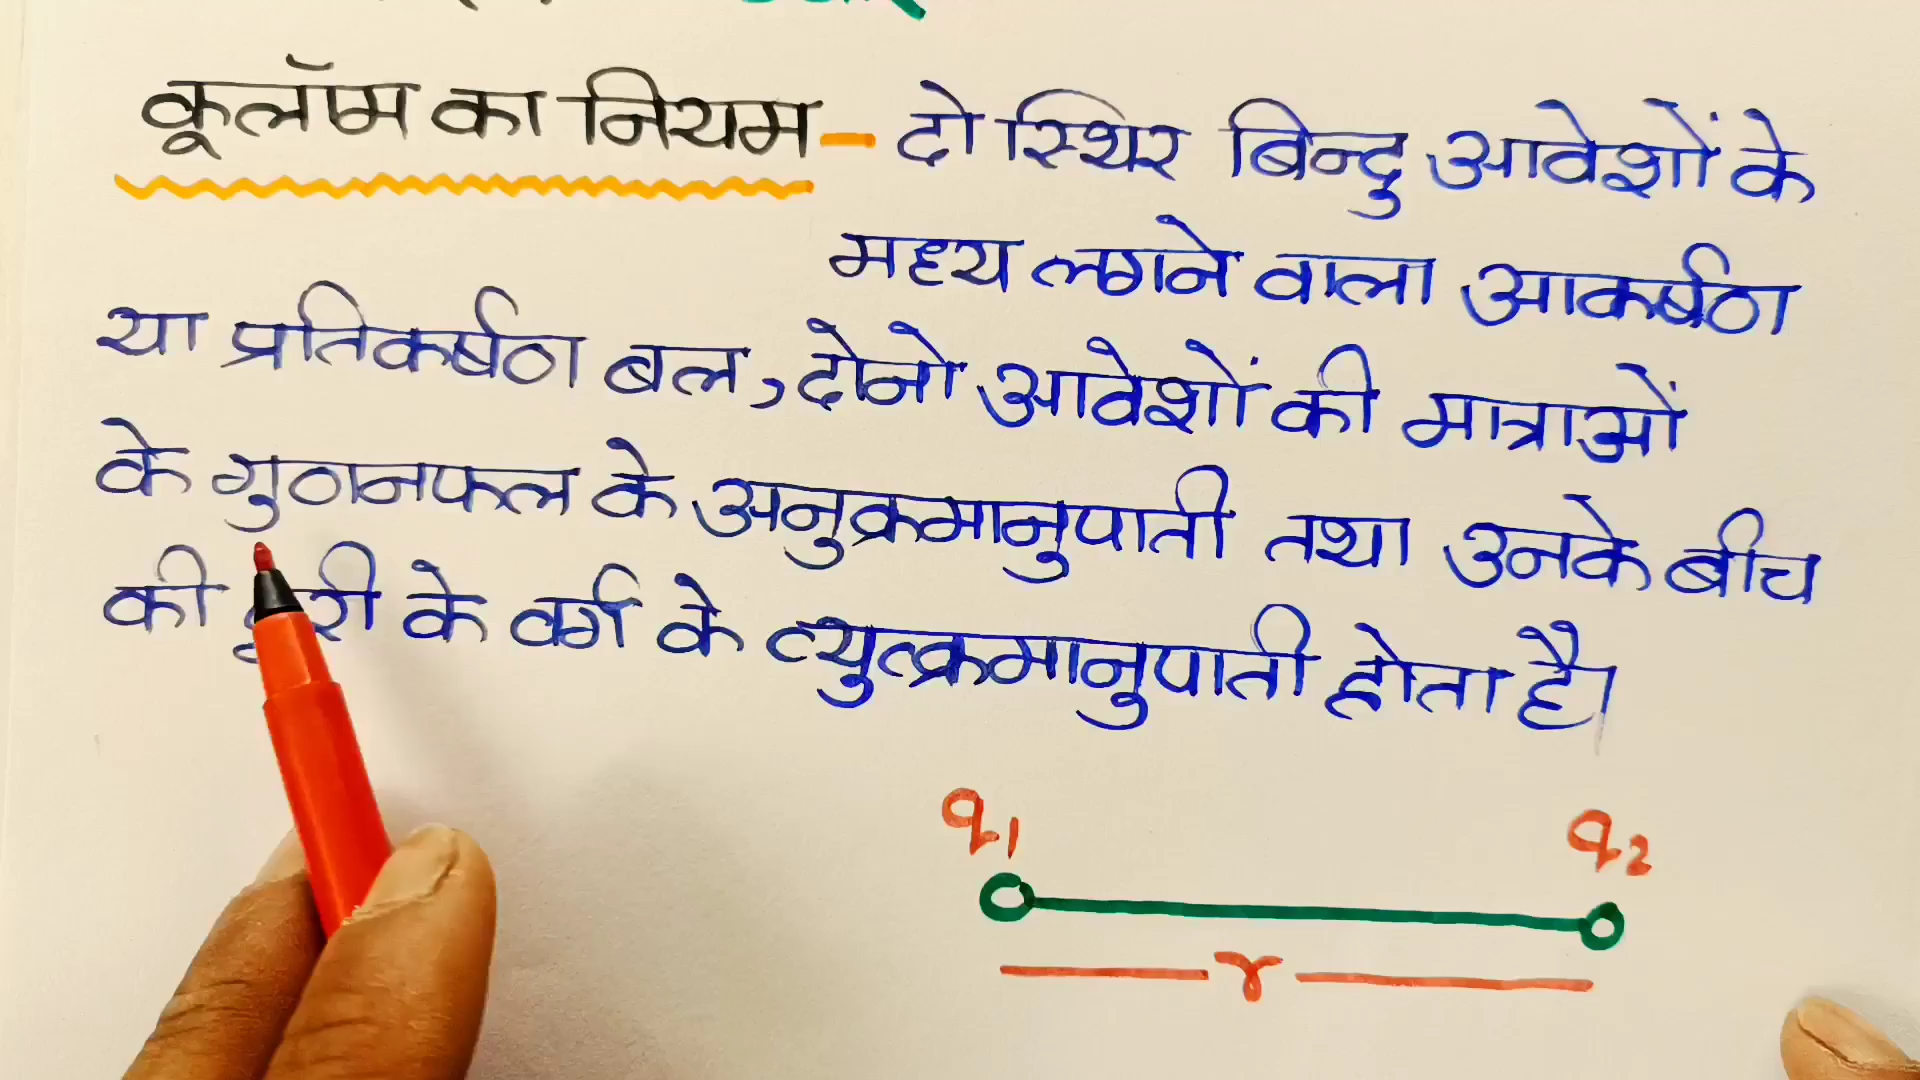 कूलॉम का नियम - दो स्थिर बिन्दु आवेशों के
मध्य लगने वाला आकर्षण
या प्रतिकर्षण बल, दोनो आवेशों की मात्राओं
के गुणनफल के अनुक्रमानुपाती तथा उनके बीच
की दूरी के वर्ग के व्युत्क्रमानुपाती होता है।
q1 q2
r